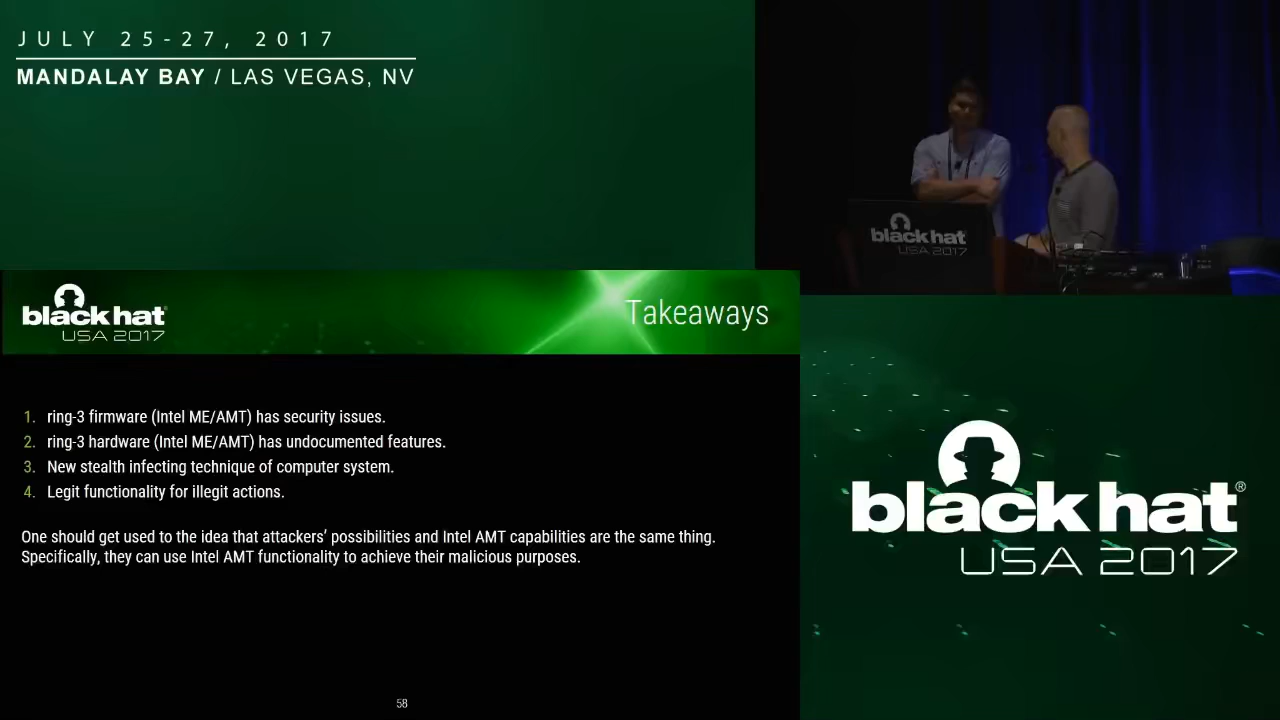 JULY 25-27, 2017
MANDALAY BAY / LAS VEGAS, NV
black hat
USA 2017
black hat
USA 2017
Takeaways
1. ring-3 firmware (Intel ME/AMT) has security issues.
2. ring-3 hardware (Intel ME/AMT) has undocumented features.
3. New stealth infecting technique of computer system.
4. Legit functionality for illegit actions.
One should get used to the idea that attackers’ possibilities and Intel AMT capabilities are the same thing.
Specifically, they can use Intel AMT functionality to achieve their malicious purposes.
58
black hat®
USA 2017